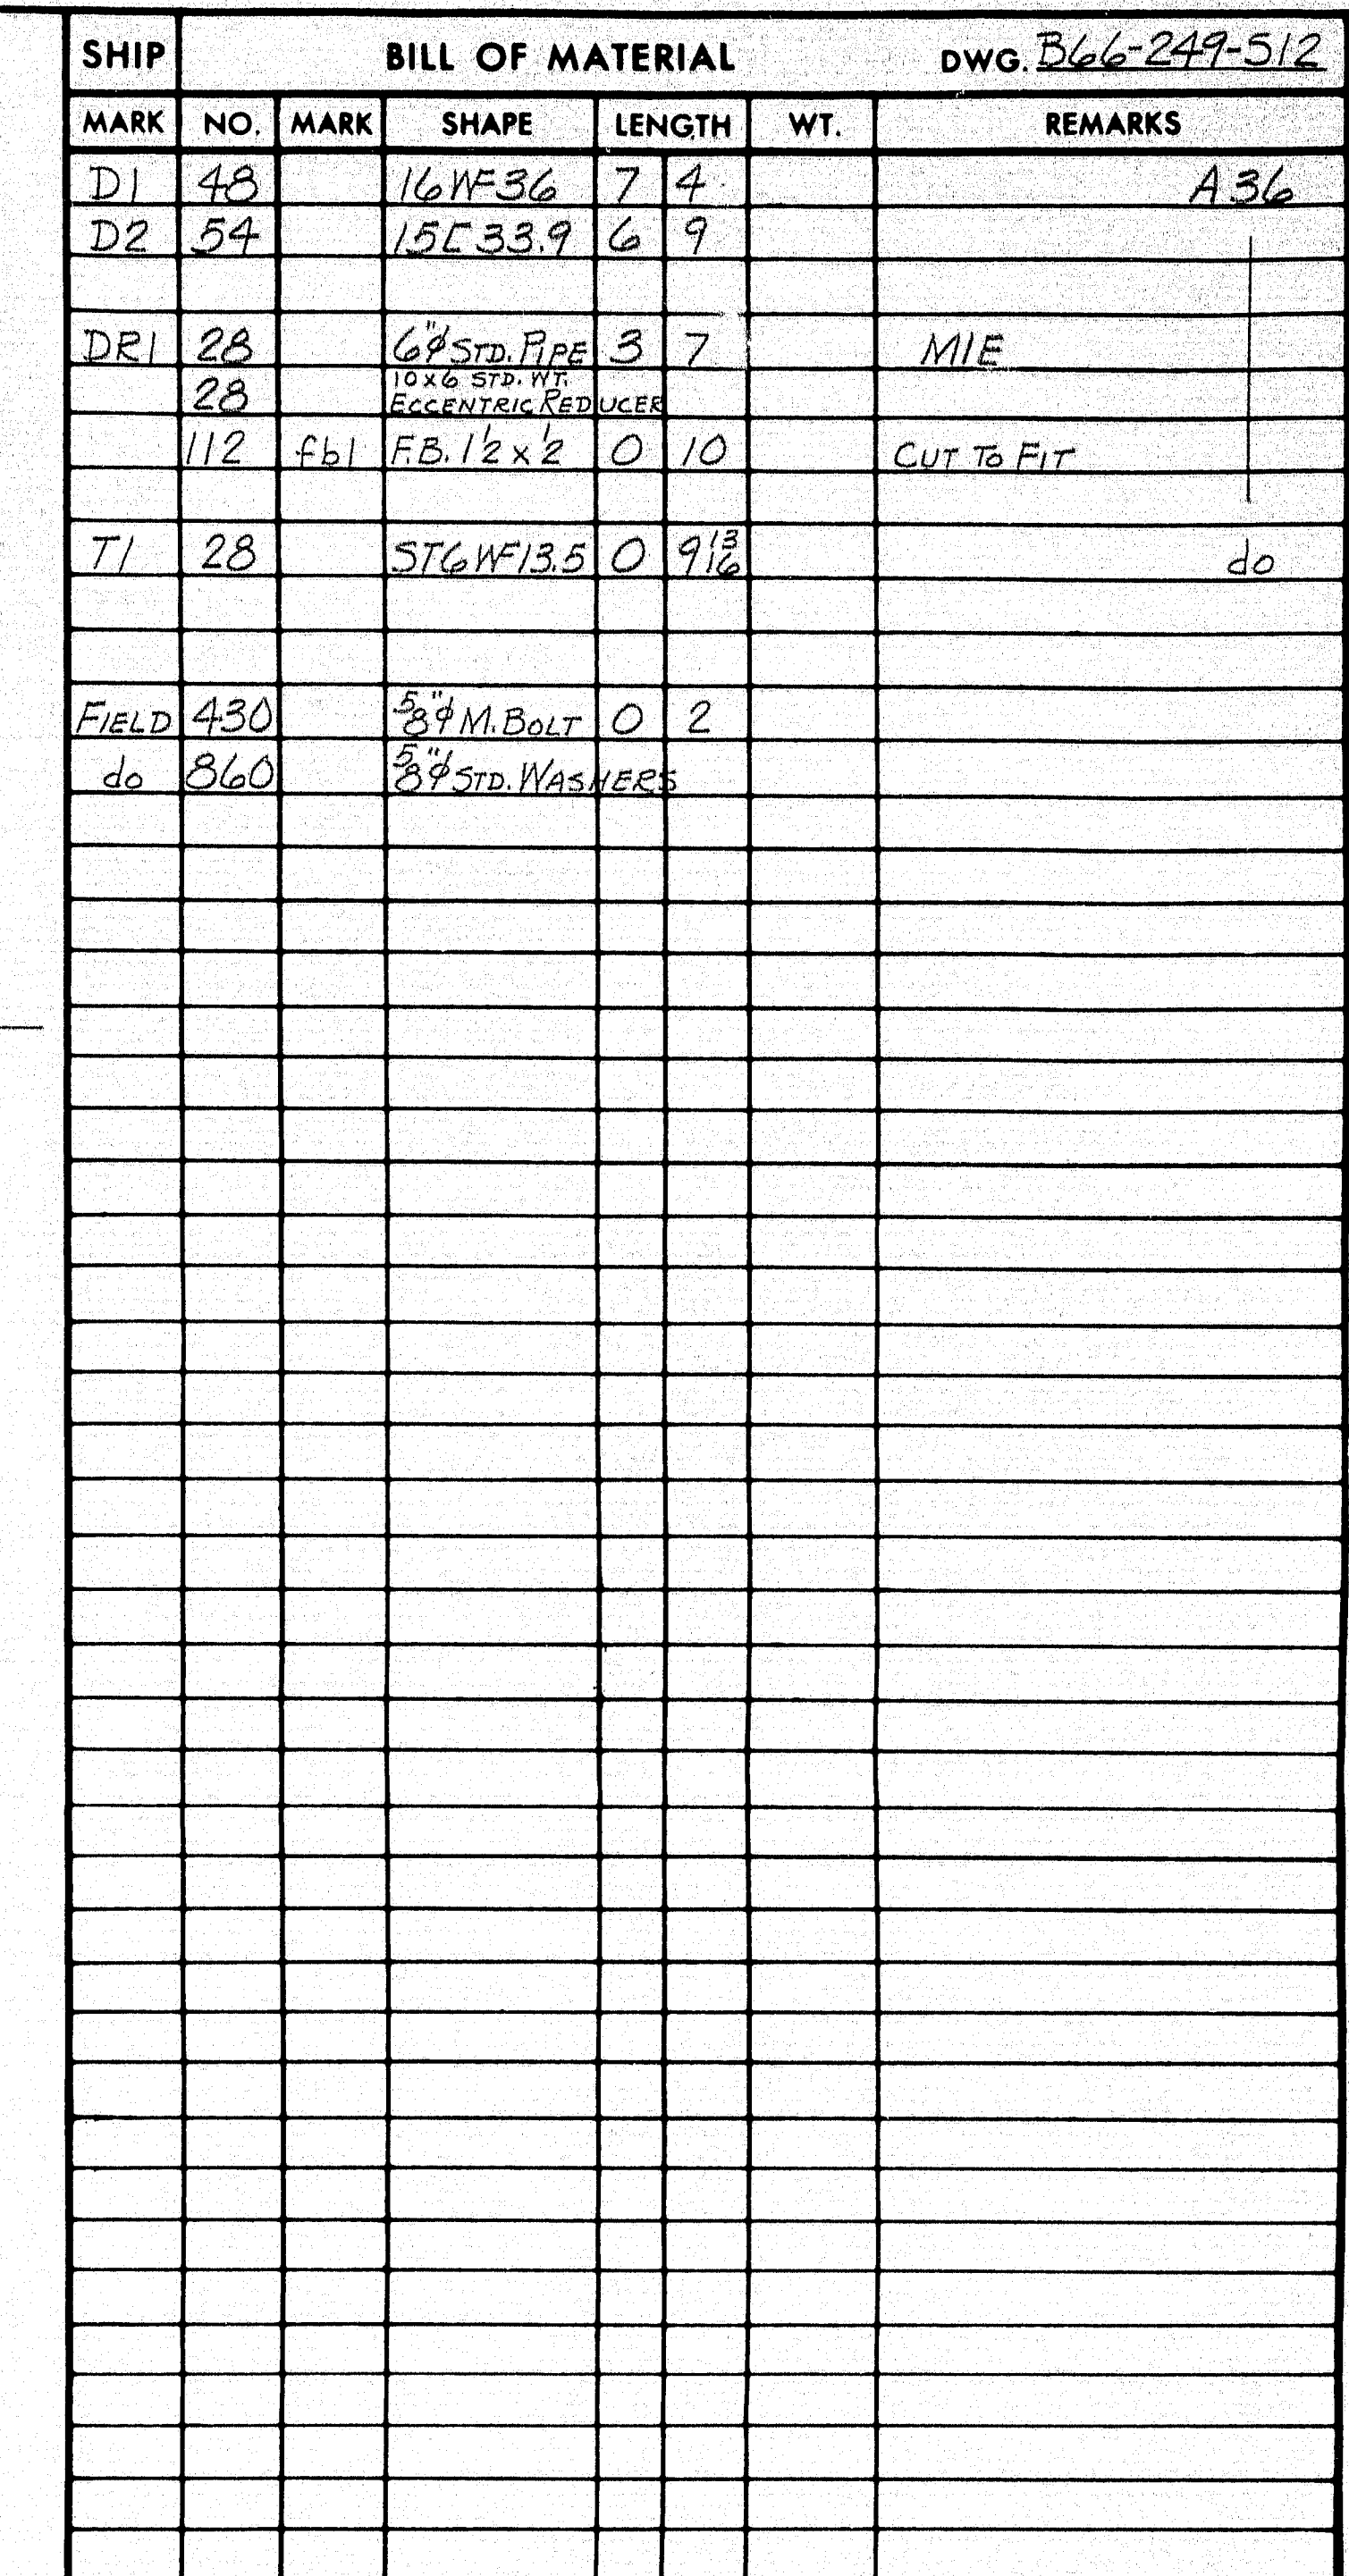 SHIP BILL OF MATERIAL DWG. B66-249-S12
MARK NO. MARK SHAPE LENGTH WT. REMARKS
D1 48 16WF36 7 4 A36
D2 54 15[33.9 6 9
DR1 28 6"φ STD. PIPE 3 7 MIE
28 10x6 STD. WT.
ECCENTRIC REDUCER
112 fb1 F.B. 1 1/2 x 1/2 0 10 CUT TO FIT
T1 28 ST6WF13.5 0 9 13/16 do
FIELD 430 5/8"φ M. BOLT 0 2
do 860 5/8"φ STD. WASHERS